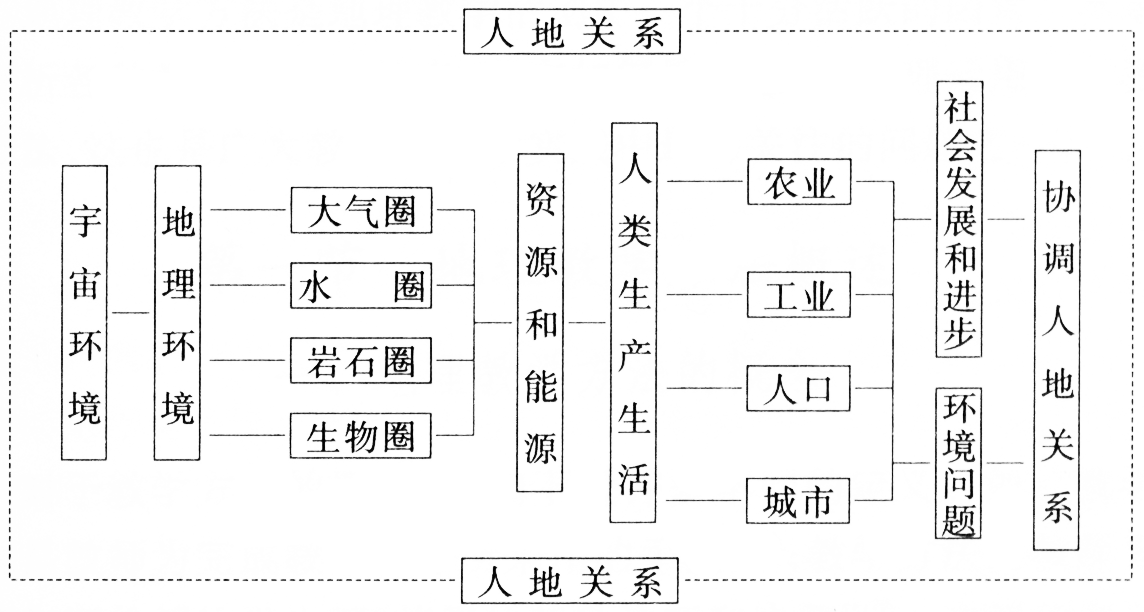 人地关系
宇宙环境
地理环境
大气圈
水 圈
岩石圈
生物圈
资源和能源
人类生产生活
农业
工业
人口
城市
社会发展和进步
环境问题
协调人地关系
人地关系